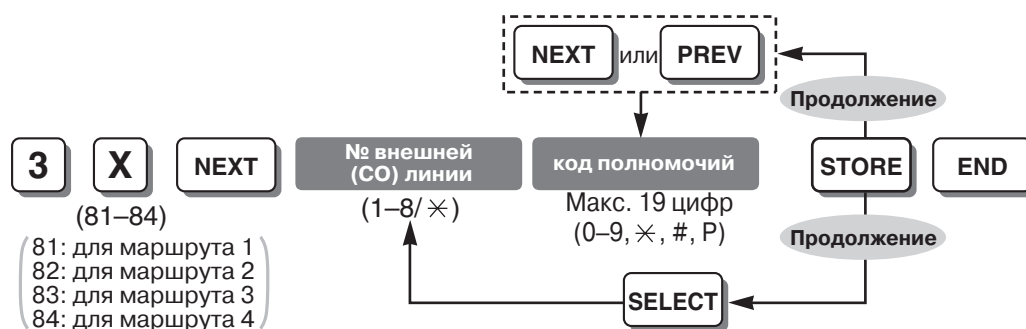 NEXT или PREV
Продолжение
3 X NEXT № внешней (CO) линии код полномочий STORE END
(81–84) (1–8/✳) Макс. 19 цифр
(0–9, ✳, #, P)
Продолжение
81: для маршрута 1
82: для маршрута 2
83: для маршрута 3
84: для маршрута 4
SELECT